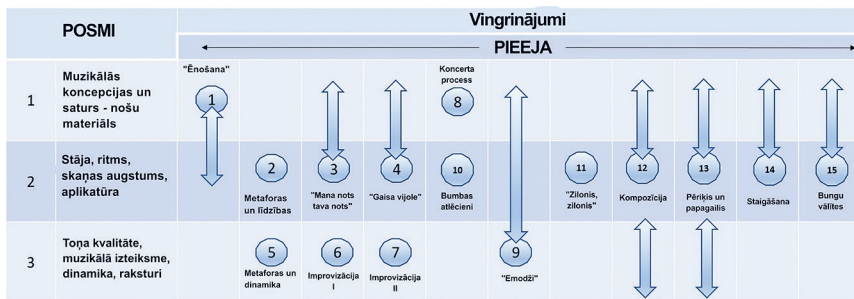 POSMI
Vingrinājumi
PIEEJA
1
Muzikālās
koncepcijas un
saturs - nošu
materiāls
"Ēnošana"
1
Koncerta
process
8
2
Stāja, ritms,
skaņas augstums,
aplikatūra
2
Metaforas
un līdzības
3
"Mana nots
tava nots"
4
"Gaisa vijole"
10
Bumbas
atlēcieni
11
"Zilonis,
zilonis"
12
Kompozīcija
13
Pēriķis un
papagailis
14
Staigāšana
15
Bungu
vālītes
3
Toņa kvalitāte,
muzikālā izteiksme,
dinamika, raksturi
5
Metaforas un
dinamika
6
Improvizācija
I
7
Improvizācija
II
9
"Emodži"